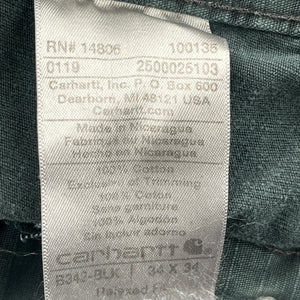 RN# 14806 100135
0119 2500025103
Carhartt, Inc. P.O. Box 600
Dearborn, MI 48121 USA
Carhartt.com
Made in Nicaragua
Fabriqué au Nicaragua
Hecho en Nicaragua
100% Cotton
Exclusive of Trimming
100% Coton
Sans garniture
100% Algodón
Sin incluir adorno
carhartt
B342-BLK 34 X 34
Relaxed Fit